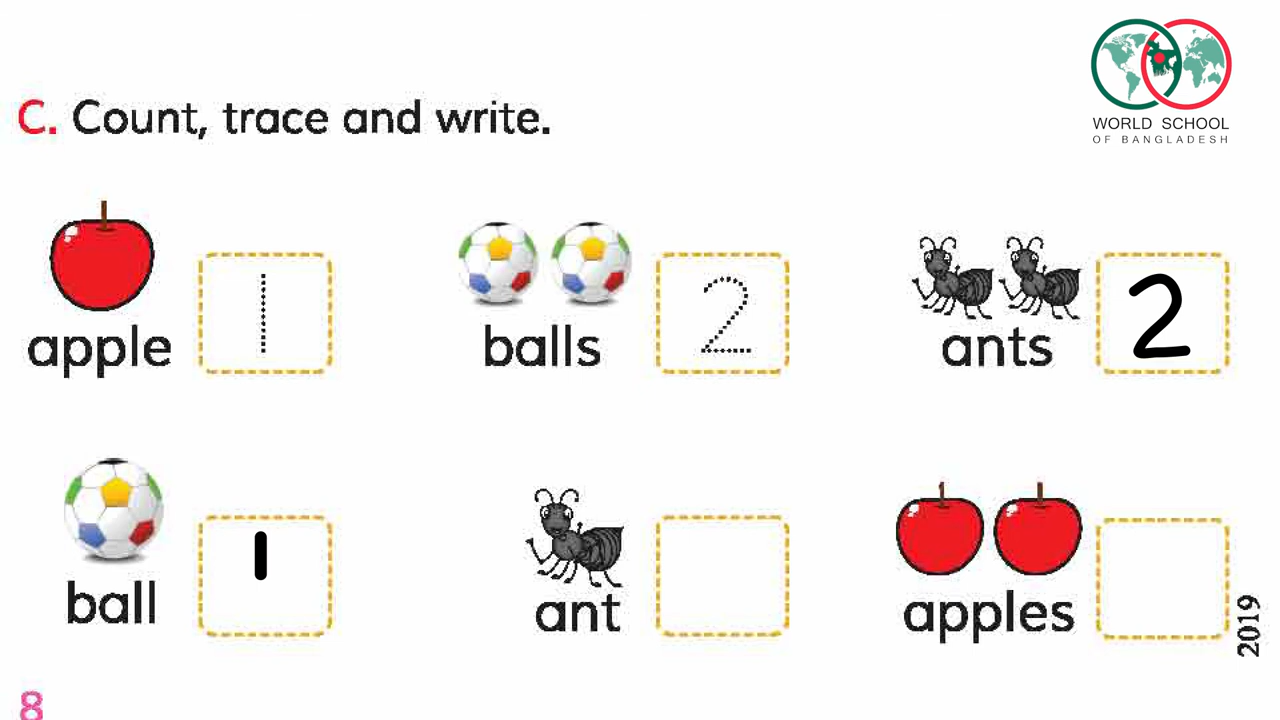 WORLD SCHOOL
OF BANGLADESH
C. Count, trace and write.
apple 1
balls 2
ants 2
ball 1
ant
apples
2019
8